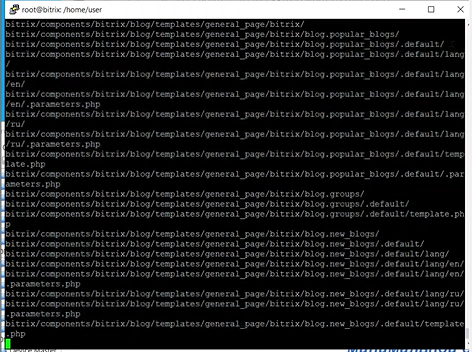 root@bitrix:/home/user
bitrix/components/bitrix/blog/templates/general_page/bitrix/
bitrix/components/bitrix/blog/templates/general_page/bitrix/blog.popular_blogs/
bitrix/components/bitrix/blog/templates/general_page/bitrix/blog.popular_blogs/.default/
bitrix/components/bitrix/blog/templates/general_page/bitrix/blog.popular_blogs/.default/lang
/
bitrix/components/bitrix/blog/templates/general_page/bitrix/blog.popular_blogs/.default/lang
/en/
bitrix/components/bitrix/blog/templates/general_page/bitrix/blog.popular_blogs/.default/lang
/en/.parameters.php
bitrix/components/bitrix/blog/templates/general_page/bitrix/blog.popular_blogs/.default/lang
/ru/
bitrix/components/bitrix/blog/templates/general_page/bitrix/blog.popular_blogs/.default/lang
/ru/.parameters.php
bitrix/components/bitrix/blog/templates/general_page/bitrix/blog.popular_blogs/.default/temp
late.php
bitrix/components/bitrix/blog/templates/general_page/bitrix/blog.popular_blogs/.default/.par
ameters.php
bitrix/components/bitrix/blog/templates/general_page/bitrix/blog.groups/
bitrix/components/bitrix/blog/templates/general_page/bitrix/blog.groups/.default/
bitrix/components/bitrix/blog/templates/general_page/bitrix/blog.groups/.default/template.ph
p
bitrix/components/bitrix/blog/templates/general_page/bitrix/blog.new_blogs/
bitrix/components/bitrix/blog/templates/general_page/bitrix/blog.new_blogs/.default/
bitrix/components/bitrix/blog/templates/general_page/bitrix/blog.new_blogs/.default/lang/
bitrix/components/bitrix/blog/templates/general_page/bitrix/blog.new_blogs/.default/lang/en/
bitrix/components/bitrix/blog/templates/general_page/bitrix/blog.new_blogs/.default/lang/en/
.parameters.php
bitrix/components/bitrix/blog/templates/general_page/bitrix/blog.new_blogs/.default/lang/ru/
bitrix/components/bitrix/blog/templates/general_page/bitrix/blog.new_blogs/.default/lang/ru/
.parameters.php
bitrix/components/bitrix/blog/templates/general_page/bitrix/blog.new_blogs/.default/template
.php